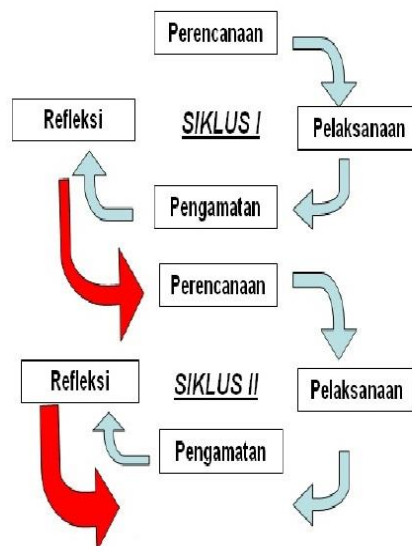 Perencanaan
Refleksi
SIKLUS I
Pelaksanaan
Pengamatan
Perencanaan
Refleksi
SIKLUS II
Pelaksanaan
Pengamatan